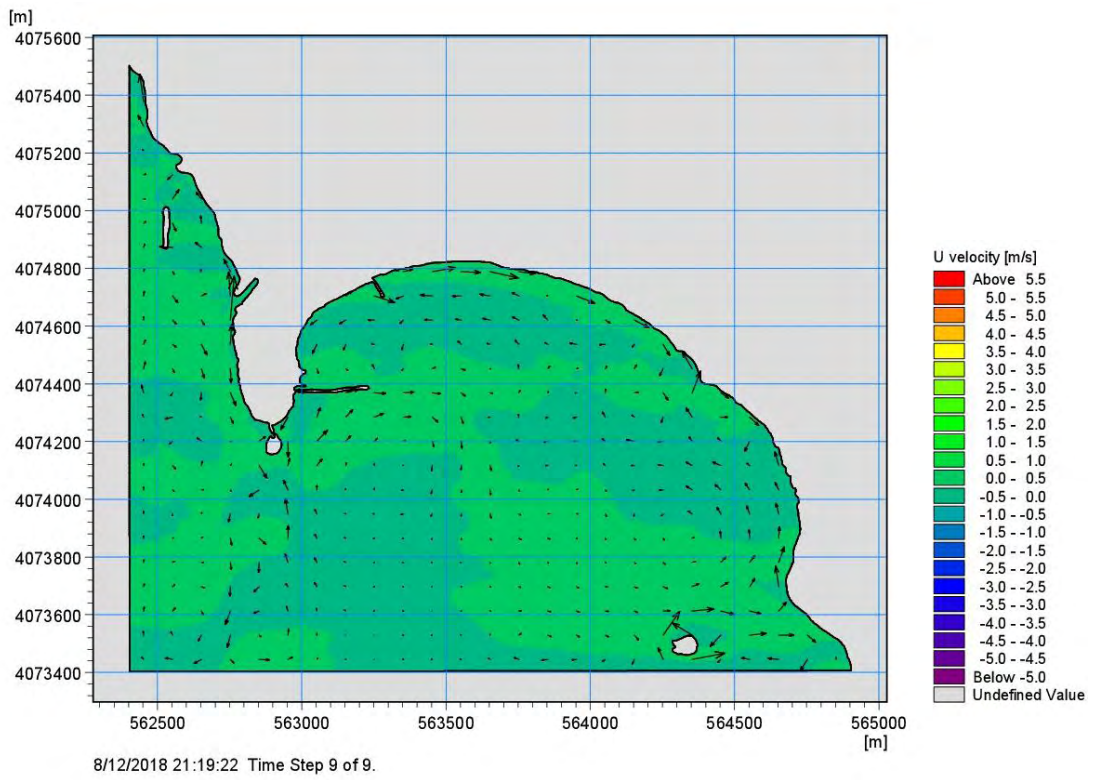 [m]
4075600
4075400
4075200
4075000
4074800
4074600
4074400
4074200
4074000
4073800
4073600
4073400
562500 563000 563500 564000 564500 565000
[m]
U velocity [m/s]
Above 5.5
5.0 - 5.5
4.5 - 5.0
4.0 - 4.5
3.5 - 4.0
3.0 - 3.5
2.5 - 3.0
2.0 - 2.5
1.5 - 2.0
1.0 - 1.5
0.5 - 1.0
0.0 - 0.5
-0.5 - 0.0
-1.0 - -0.5
-1.5 - -1.0
-2.0 - -1.5
-2.5 - -2.0
-3.0 - -2.5
-3.5 - -3.0
-4.0 - -3.5
-4.5 - -4.0
-5.0 - -4.5
Below -5.0
Undefined Value
8/12/2018 21:19:22 Time Step 9 of 9.